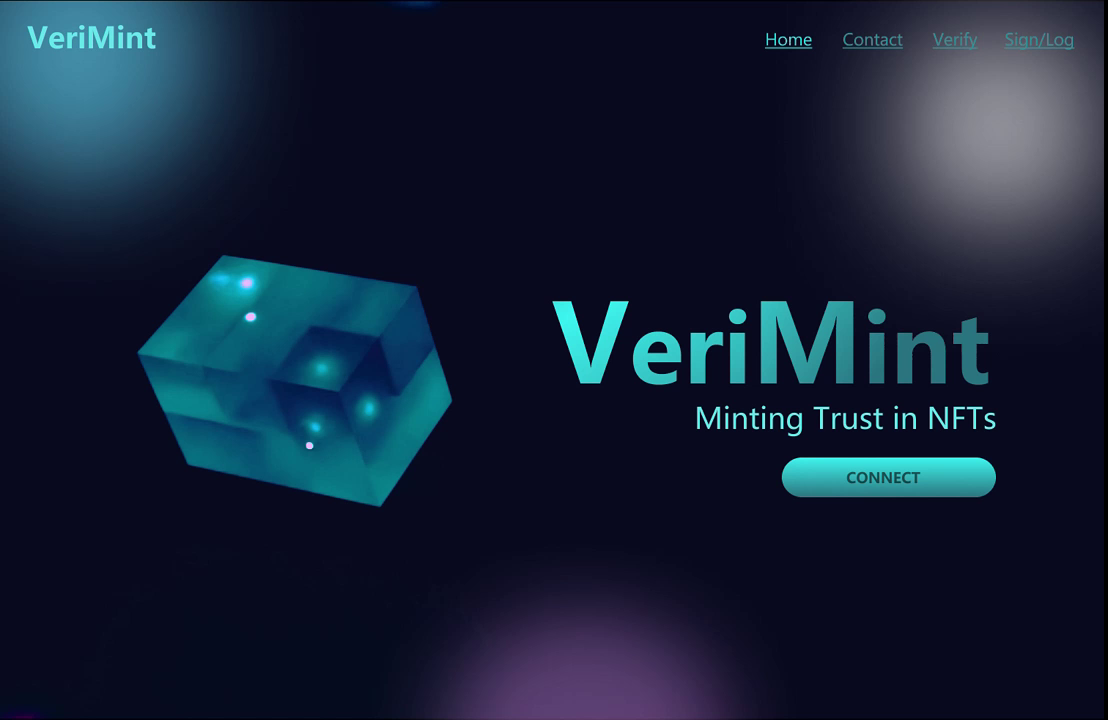 VeriMint
Home Contact Verify Sign/Log
VeriMint
Minting Trust in NFTs
CONNECT